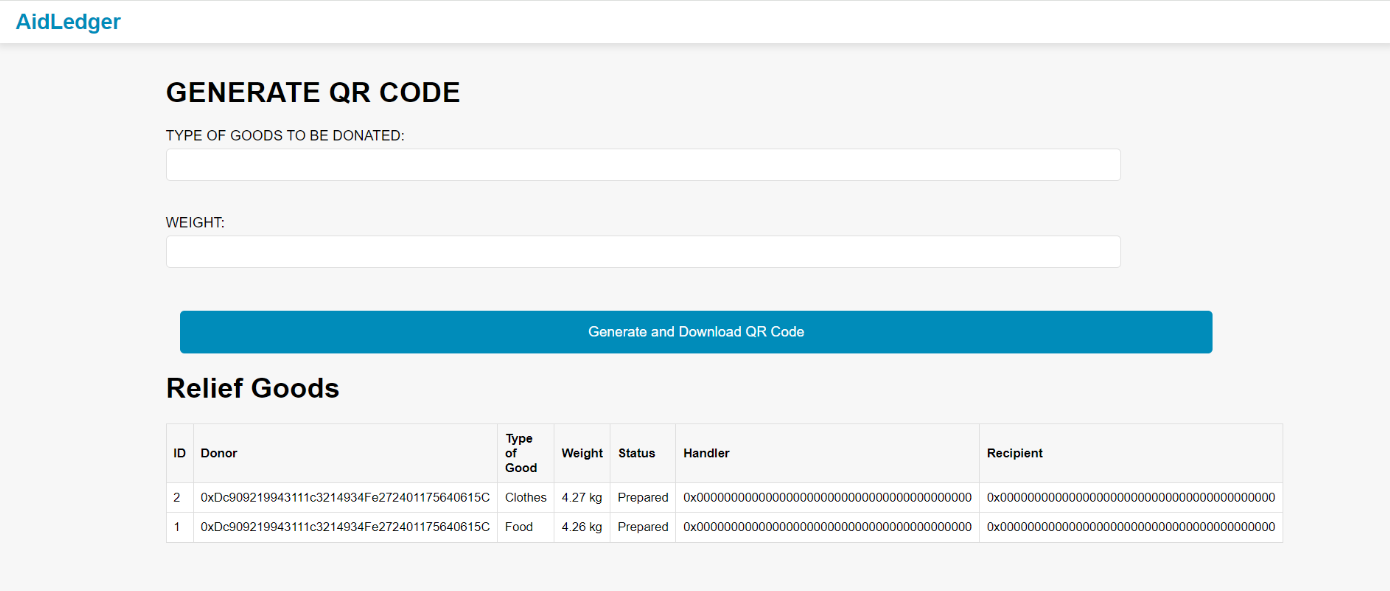 AidLedger
GENERATE QR CODE
TYPE OF GOODS TO BE DONATED:
WEIGHT:
Generate and Download QR Code
Relief Goods
ID Donor Type of Good Weight Status Handler Recipient
2 0xDc909219943111c3214934Fe272401175640615C Clothes 4.27 kg Prepared 0x0000000000000000000000000000000000000000 0x0000000000000000000000000000000000000000
1 0xDc909219943111c3214934Fe272401175640615C Food 4.26 kg Prepared 0x0000000000000000000000000000000000000000 0x0000000000000000000000000000000000000000